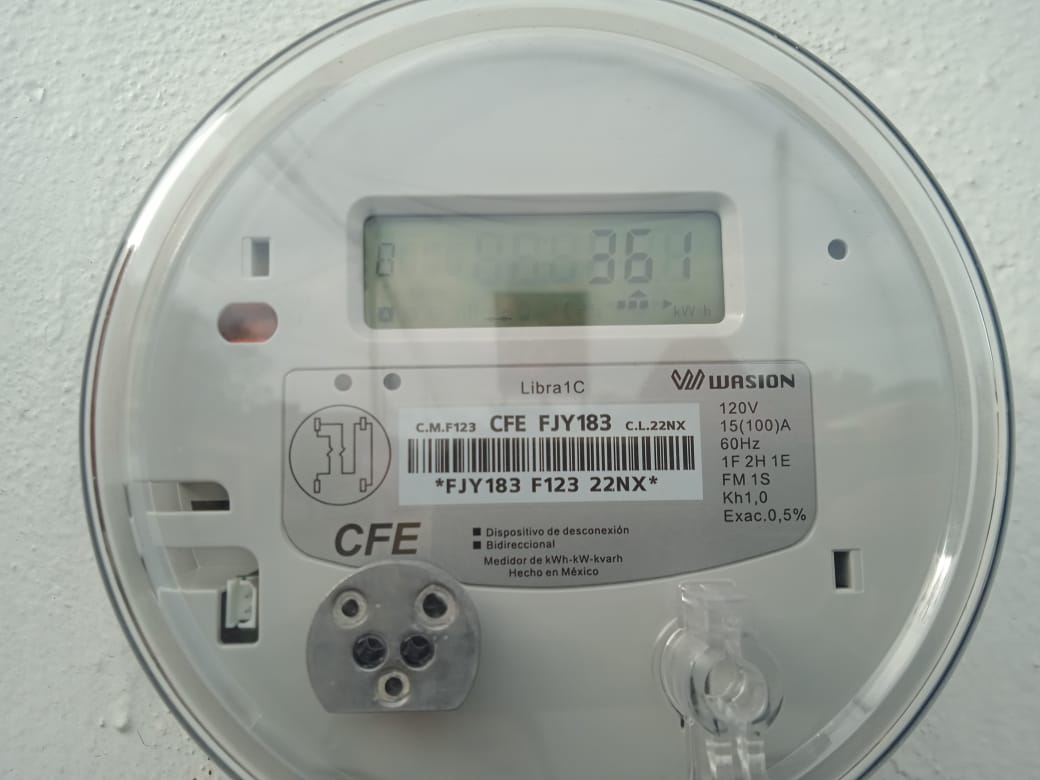 361
kW h
Libra1C
WASION
C.M.F123 CFE FJY183 C.L.22NX
*FJY183 F123 22NX*
120V
15(100)A
60Hz
1F 2H 1E
FM 1S
Kh1,0
Exac.0,5%
CFE
Dispositivo de desconexión
Bidireccional
Medidor de kWh-kW-kvarh
Hecho en México